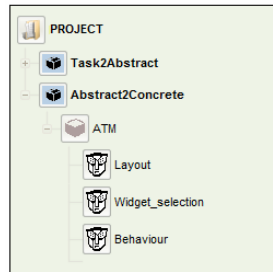 PROJECT
Task2Abstract
Abstract2Concrete
ATM
Layout
Widget_selection
Behaviour